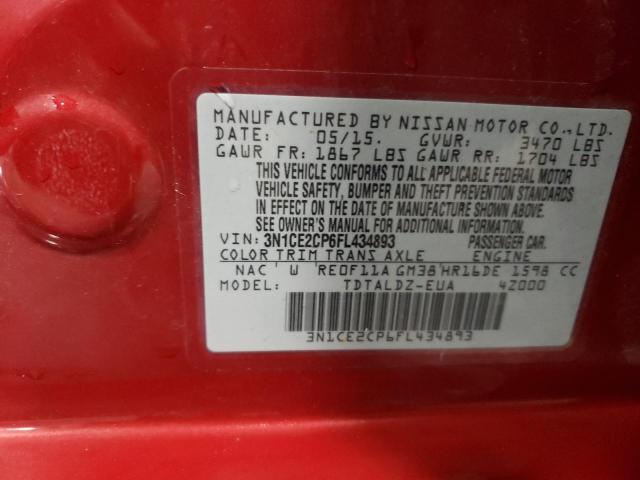 MANUFACTURED BY NISSAN MOTOR CO.,LTD.
DATE: 05/15. GVWR: 3470 LBS
GAWR FR: 1867 LBS GAWR RR: 1704 LBS
THIS VEHICLE CONFORMS TO ALL APPLICABLE FEDERAL MOTOR
VEHICLE SAFETY, BUMPER AND THEFT PREVENTION STANDARDS
IN EFFECT ON THE DATE OF MANUFACTURE SHOWN ABOVE.
SEE OWNER'S MANUAL FOR ADDITIONAL INFORMATION.
VIN: 3N1CE2CP6FL434893 PASSENGER CAR.
COLOR TRIM TRANS AXLE ENGINE
NAC W RE0F11A GM38 HR16DE 1598 CC
MODEL: TDTALDZ-EUA 4Z000
3N1CE2CP6FL434893